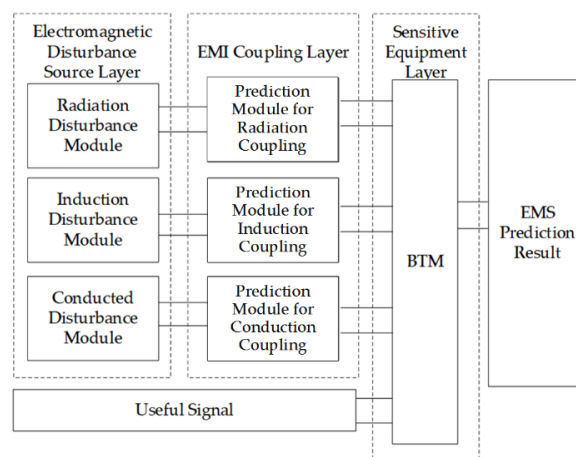 Electromagnetic
Disturbance
Source Layer
EMI Coupling Layer
Sensitive
Equipment
Layer
Radiation
Disturbance
Module
Prediction
Module for
Radiation
Coupling
Induction
Disturbance
Module
Prediction
Module for
Induction
Coupling
Conducted
Disturbance
Module
Prediction
Module for
Conduction
Coupling
BTM
EMS
Prediction
Result
Useful Signal